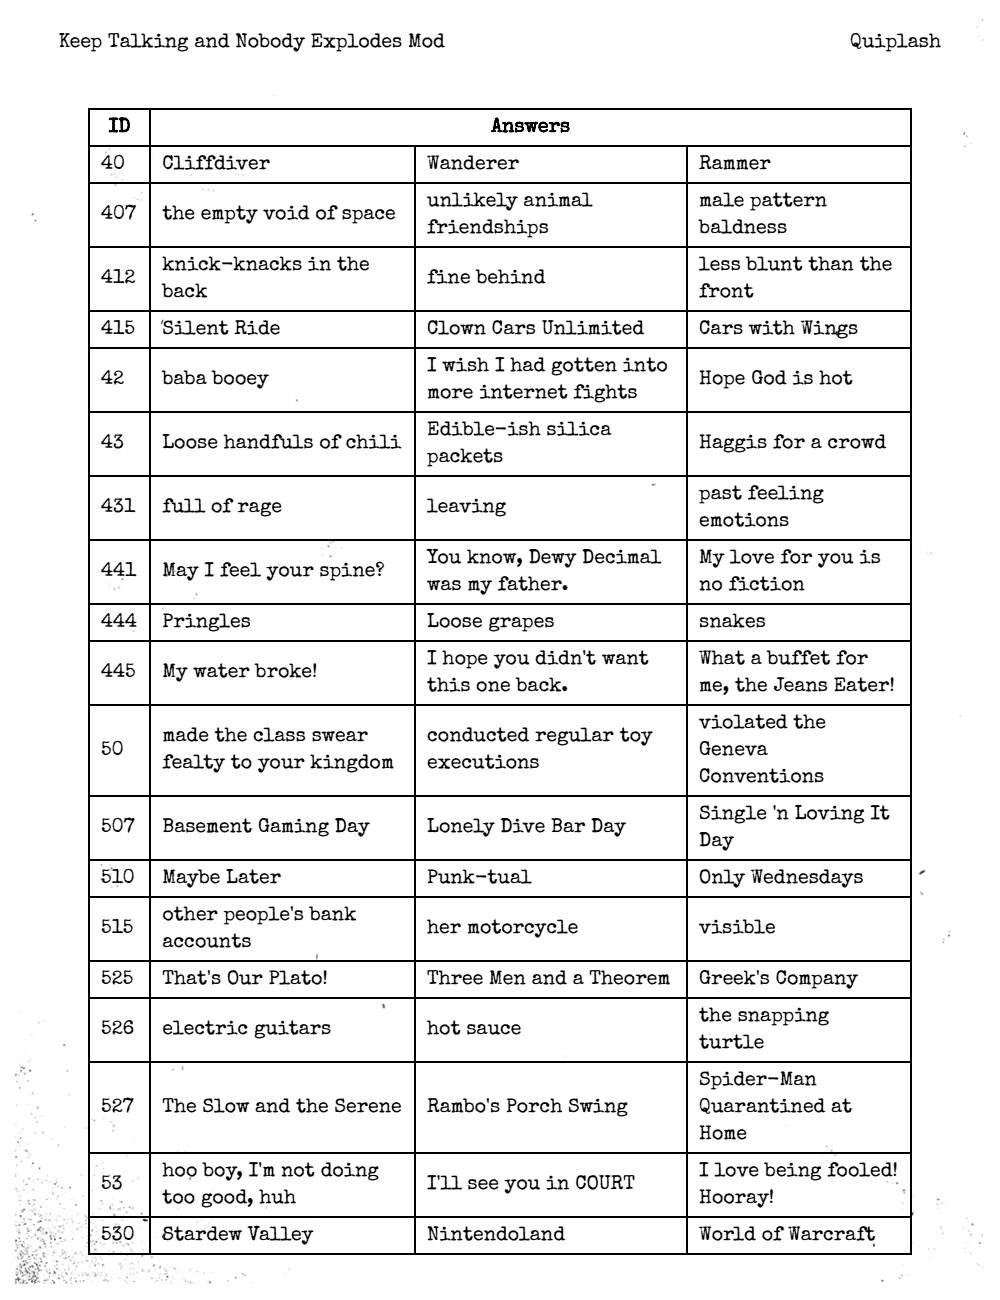 Keep Talking and Nobody Explodes Mod Quiplash
ID Answers
40 Cliffdiver Wanderer Rammer
407 the empty void of space unlikely animal friendships male pattern baldness
412 knick-knacks in the back fine behind less blunt than the front
415 Silent Ride Clown Cars Unlimited Cars with Wings
42 baba booey I wish I had gotten into more internet fights Hope God is hot
43 Loose handfuls of chili Edible-ish silica packets Haggis for a crowd
431 full of rage leaving past feeling emotions
441 May I feel your spine? You know, Dewy Decimal was my father. My love for you is no fiction
444 Pringles Loose grapes snakes
445 My water broke! I hope you didn't want this one back. What a buffet for me, the Jeans Eater!
50 made the class swear fealty to your kingdom conducted regular toy executions violated the Geneva Conventions
507 Basement Gaming Day Lonely Dive Bar Day Single 'n Loving It Day
510 Maybe Later Punk-tual Only Wednesdays
515 other people's bank accounts her motorcycle visible
525 That's Our Plato! Three Men and a Theorem Greek's Company
526 electric guitars hot sauce the snapping turtle
527 The Slow and the Serene Rambo's Porch Swing Spider-Man Quarantined at Home
53 hoo boy, I'm not doing too good, huh I'll see you in COURT I love being fooled! Hooray!
530 Stardew Valley Nintendoland World of Warcraft